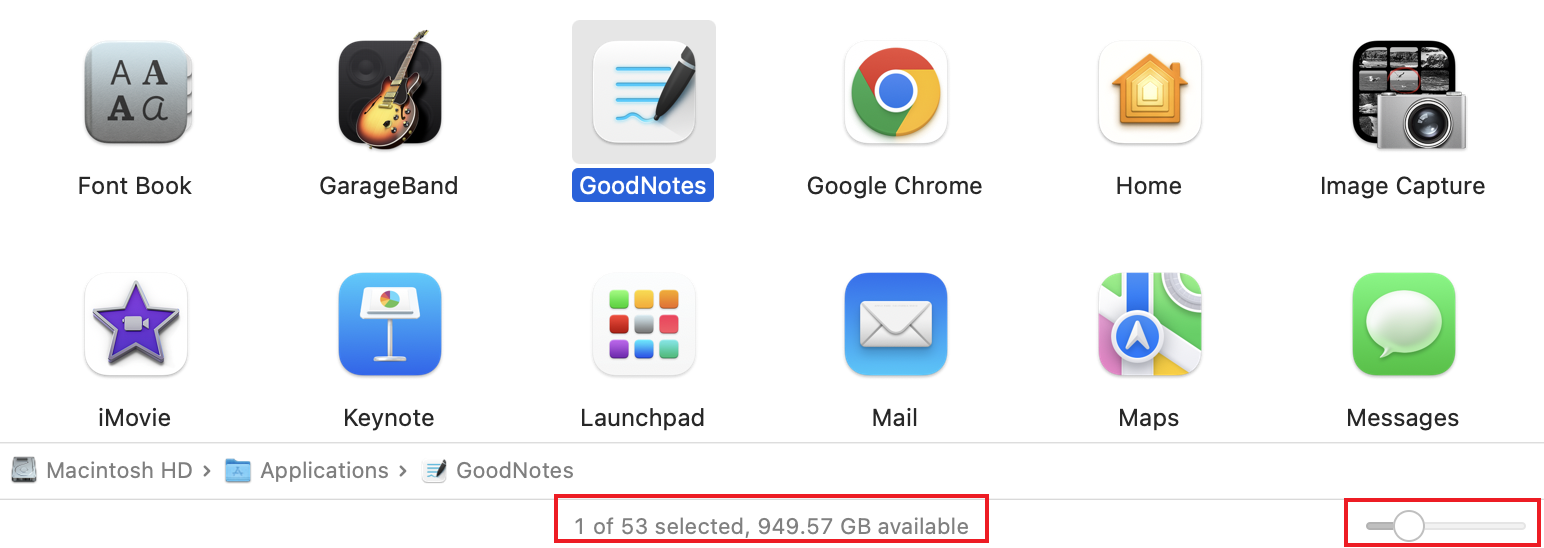 A A
A a
Font Book GarageBand GoodNotes Google Chrome Home Image Capture
iMovie Keynote Launchpad Mail Maps Messages
Macintosh HD › Applications › GoodNotes
1 of 53 selected, 949.57 GB available